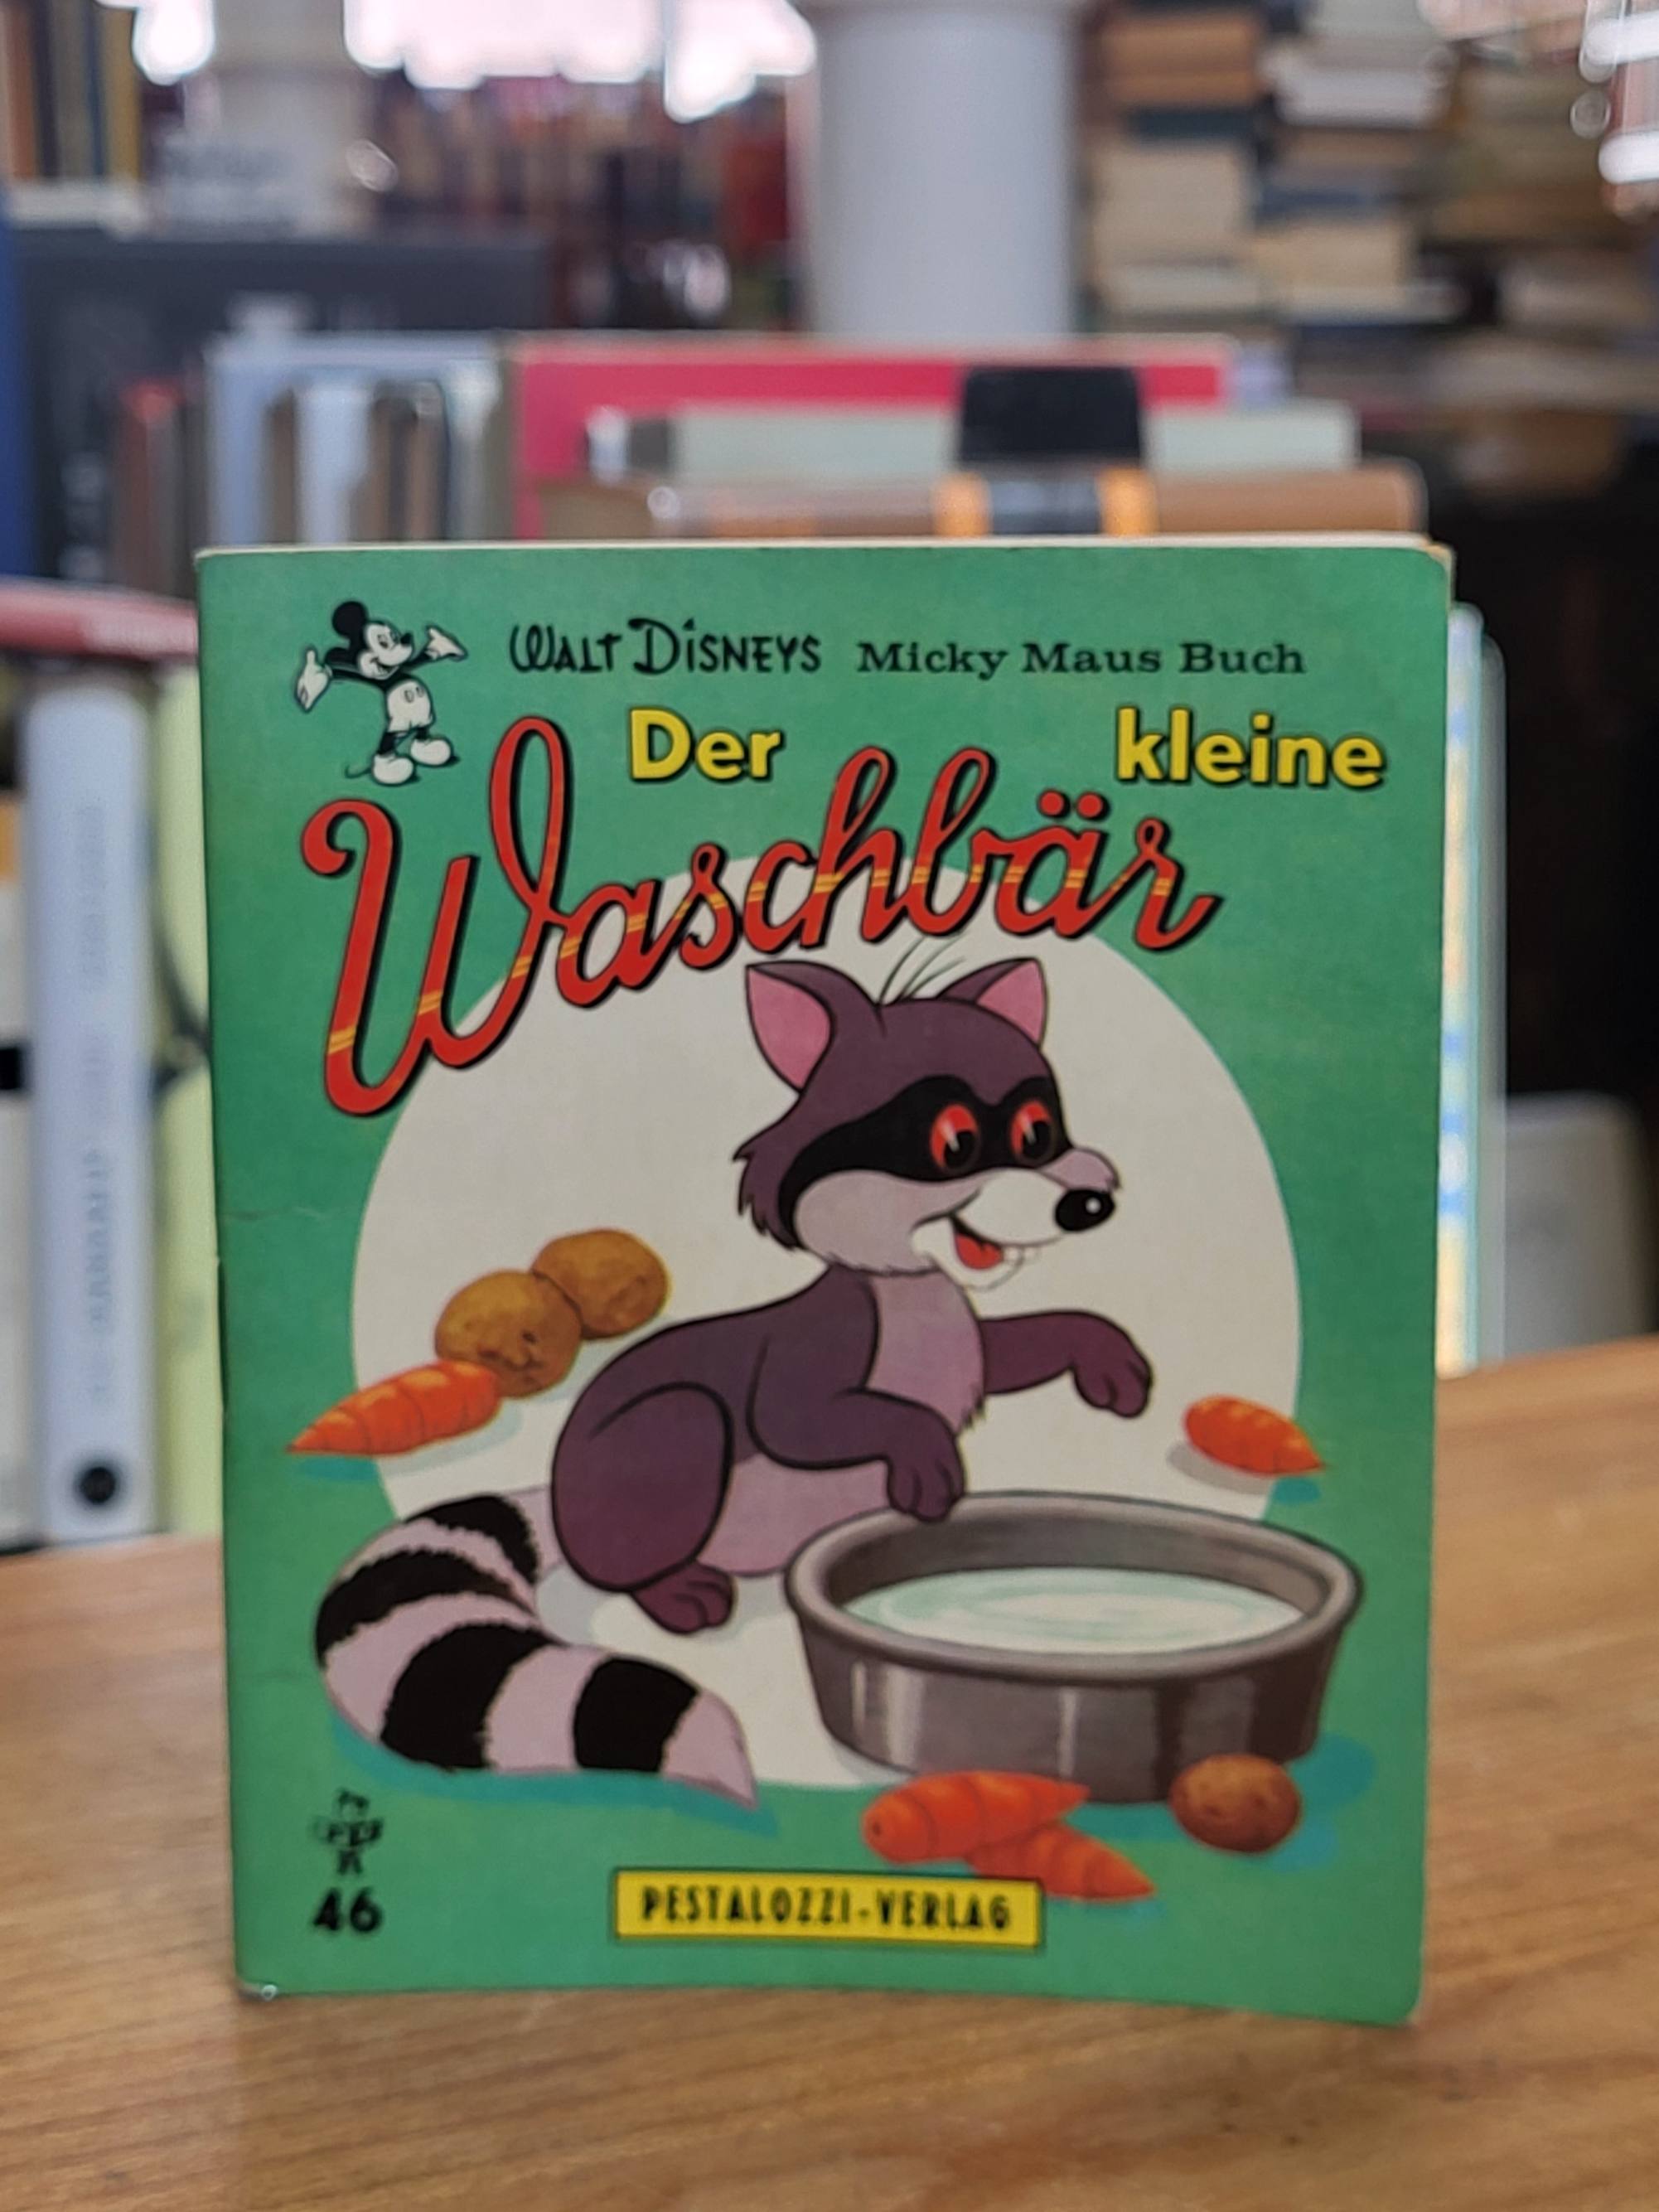 WALT DISNEYS Micky Maus Buch
Der kleine
Waschbär
46
PESTALOZZI-VERLAG